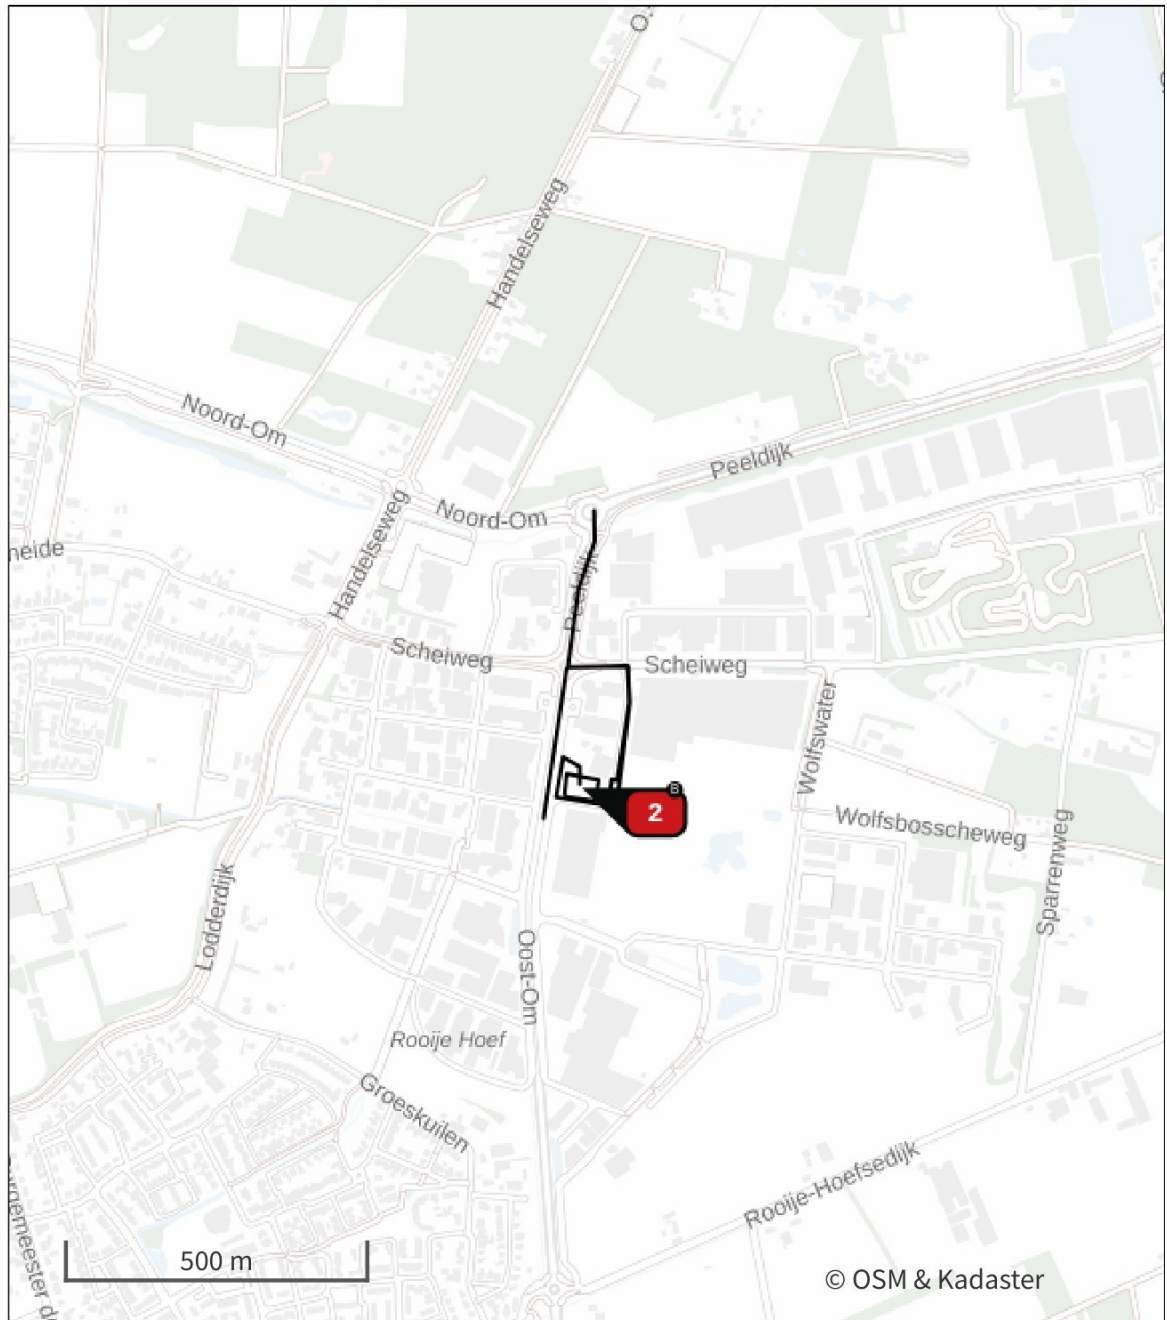 Handelseweg
Noord-Om
Peeldijk
Noord-Om
Handelseweg
Peeldijk
Scheiweg
Scheiweg
Wolfswater
Wolfsbosscheweg
Sparrenweg
2
Lodderdijk
Oost-Om
Rooije Hoef
Groeskuilen
Rooije-Hoefsedijk
500 m
© OSM & Kadaster